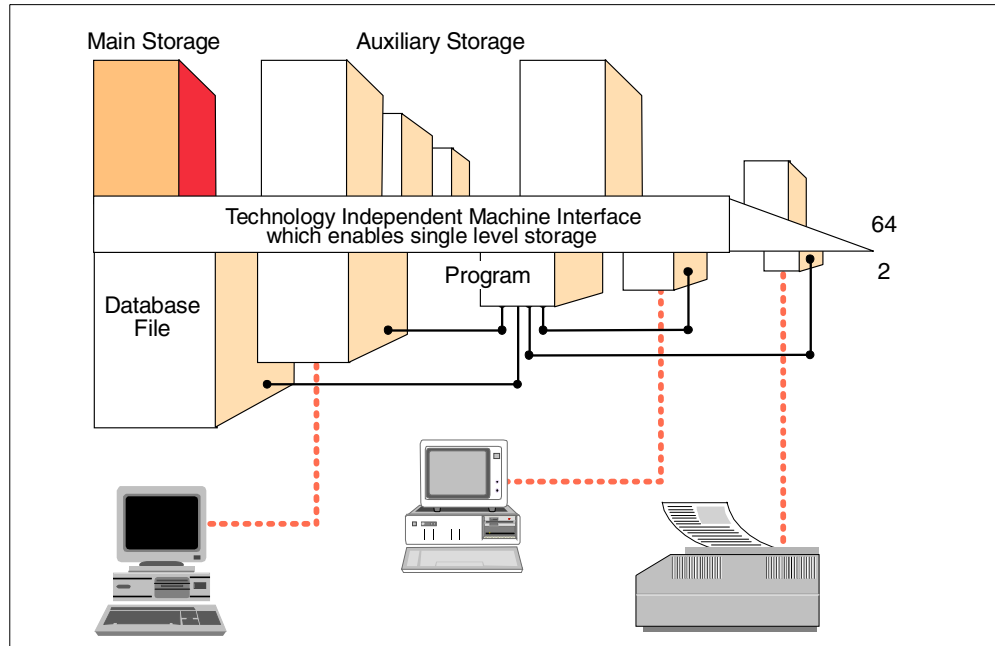 Main Storage
Auxiliary Storage
Technology Independent Machine Interface
which enables single level storage
64
2
Program
Database
File